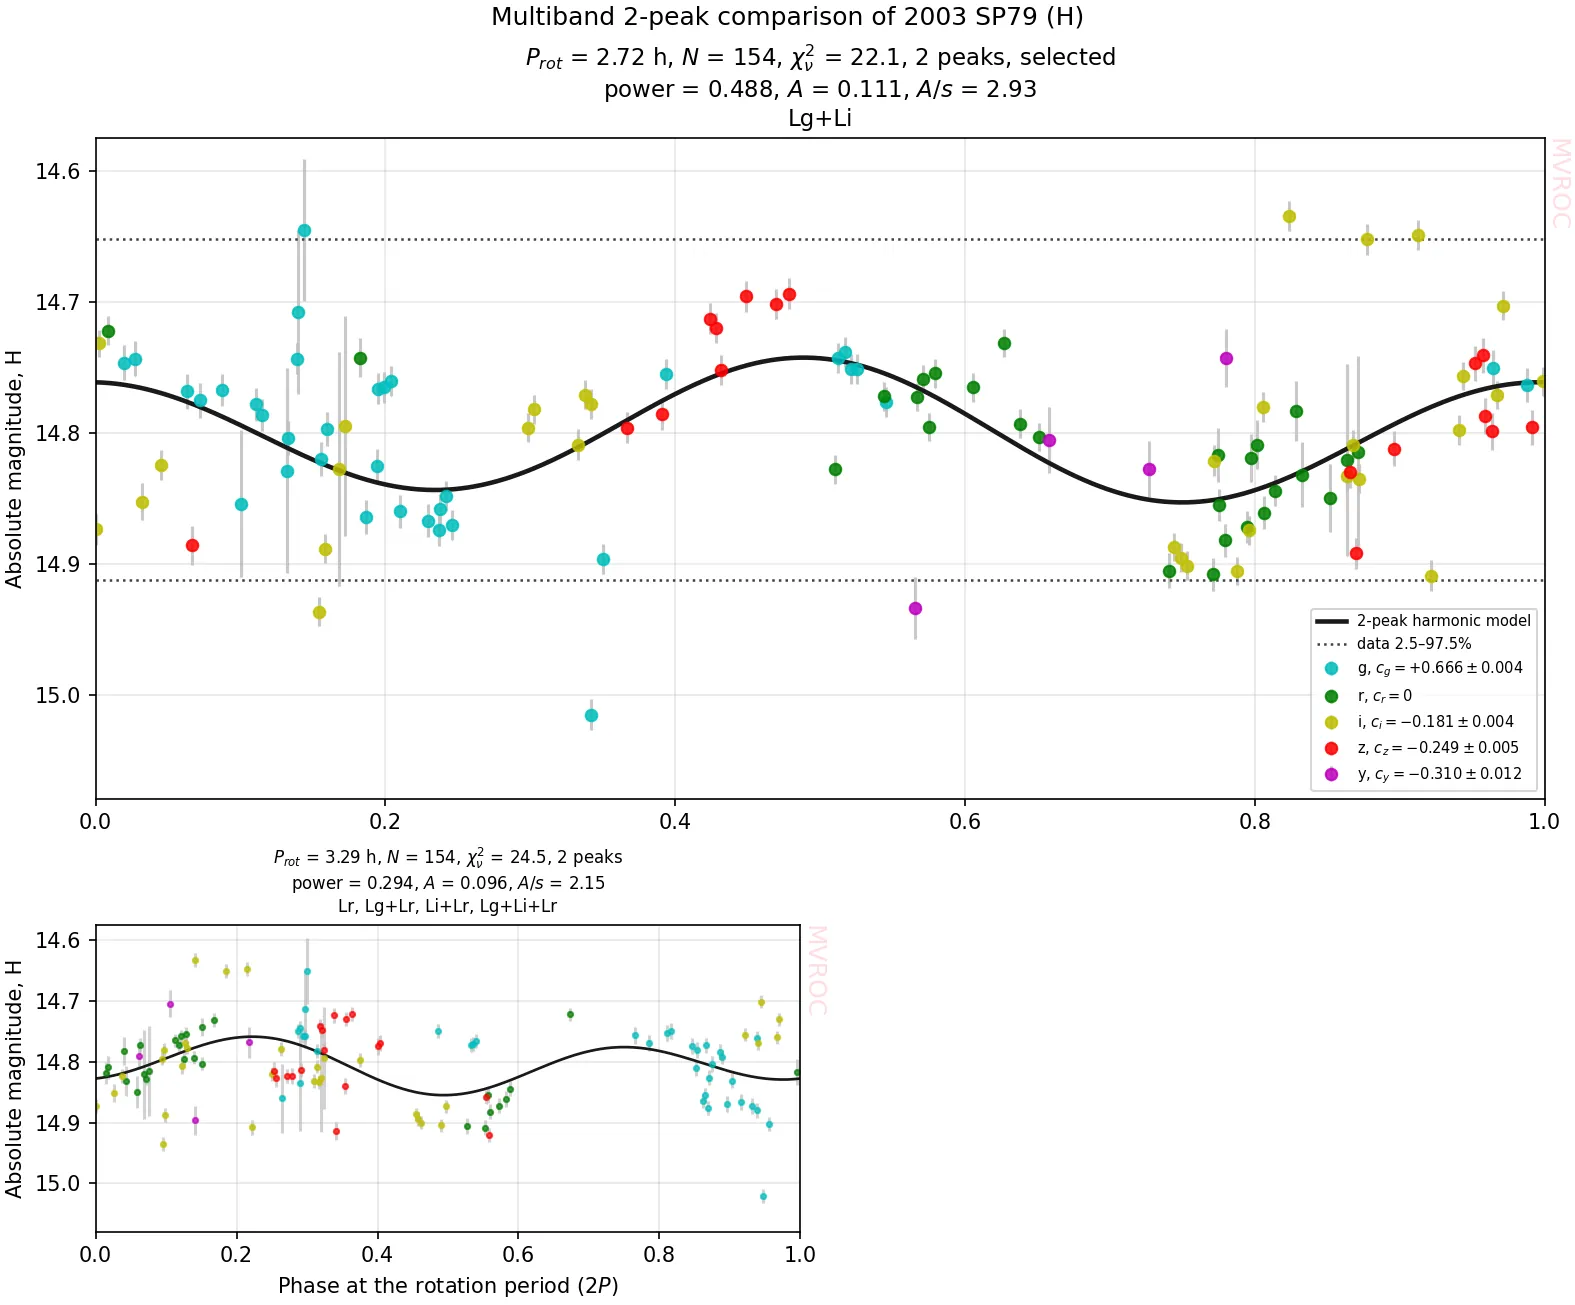 Multiband 2-peak comparison of 2003 SP79 (H)
P_rot = 2.72 h, N = 154, χ²_ν = 22.1, 2 peaks, selected
power = 0.488, A = 0.111, A/s = 2.93
Lg+Li
14.6
14.7
14.8
14.9
15.0
Absolute magnitude, H
MVROC
2-peak harmonic model
data 2.5–97.5%
g, c_g = +0.666 ± 0.004
r, c_r = 0
i, c_i = −0.181 ± 0.004
z, c_z = −0.249 ± 0.005
y, c_y = −0.310 ± 0.012
0.0 0.2 0.4 0.6 0.8 1.0
P_rot = 3.29 h, N = 154, χ²_ν = 24.5, 2 peaks
power = 0.294, A = 0.096, A/s = 2.15
Lr, Lg+Lr, Li+Lr, Lg+Li+Lr
14.6
14.7
14.8
14.9
15.0
Absolute magnitude, H
MVROC
0.0 0.2 0.4 0.6 0.8 1.0
Phase at the rotation period (2P)